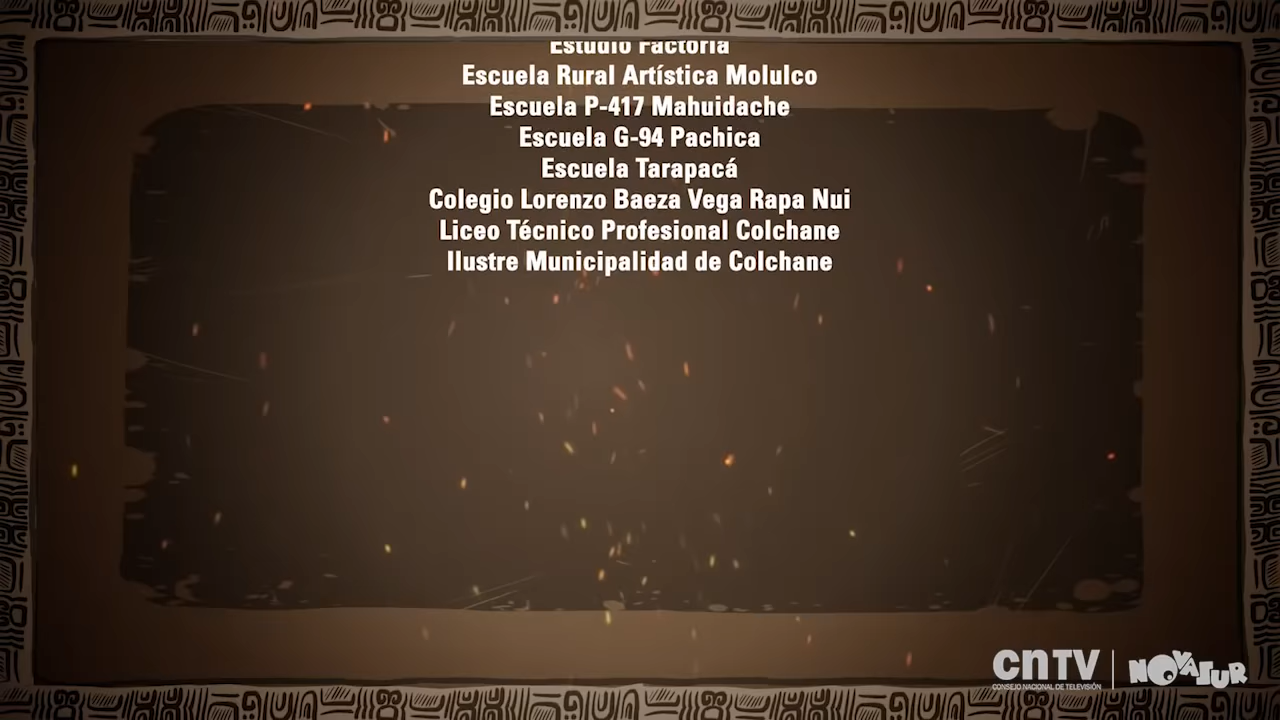 Estudio Factoría
Escuela Rural Artística Molulco
Escuela P-417 Mahuidache
Escuela G-94 Pachica
Escuela Tarapacá
Colegio Lorenzo Baeza Vega Rapa Nui
Liceo Técnico Profesional Colchane
Ilustre Municipalidad de Colchane
cnTV
CONSEJO NACIONAL DE TELEVISIÓN
NOVASUR